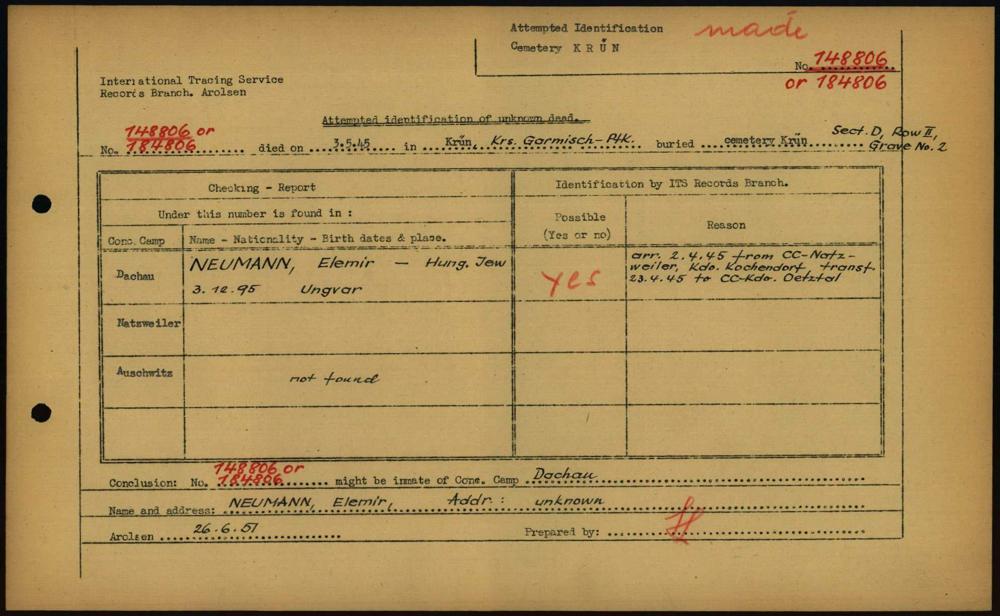 Attempted Identification made
Cemetery KRÜN
No. 148806
or 184806
International Tracing Service
Records Branch. Arolsen
Attempted identification of unknown dead.
148806 or
No. 184806 died on 3.5.45 in Krün, Krs. Garmisch-PtK. buried cemetery Krün Sect. D, Row II,
Grave No. 2
Checking - Report
Identification by ITS Records Branch.
Under this number is found in :
Possible
(Yes or no)
Reason
Conc. Camp
Name - Nationality - Birth dates & place.
Dachau
NEUMANN, Elemir — Hung. Jew
3.12.95 Ungvar
yes
arr. 2.4.45 from CC-Natz-
weiler, Kdo. Kochendorf, transf.
23.4.45 to CC-Kdo. Oetztal
Natzweiler
Auschwitz
not found
148806 or
Conclusion: No. 184806 might be inmate of Conc. Camp Dachau
Name and address: NEUMANN, Elemir, Addr.: unknown
Arolsen 26.6.51 Prepared by: